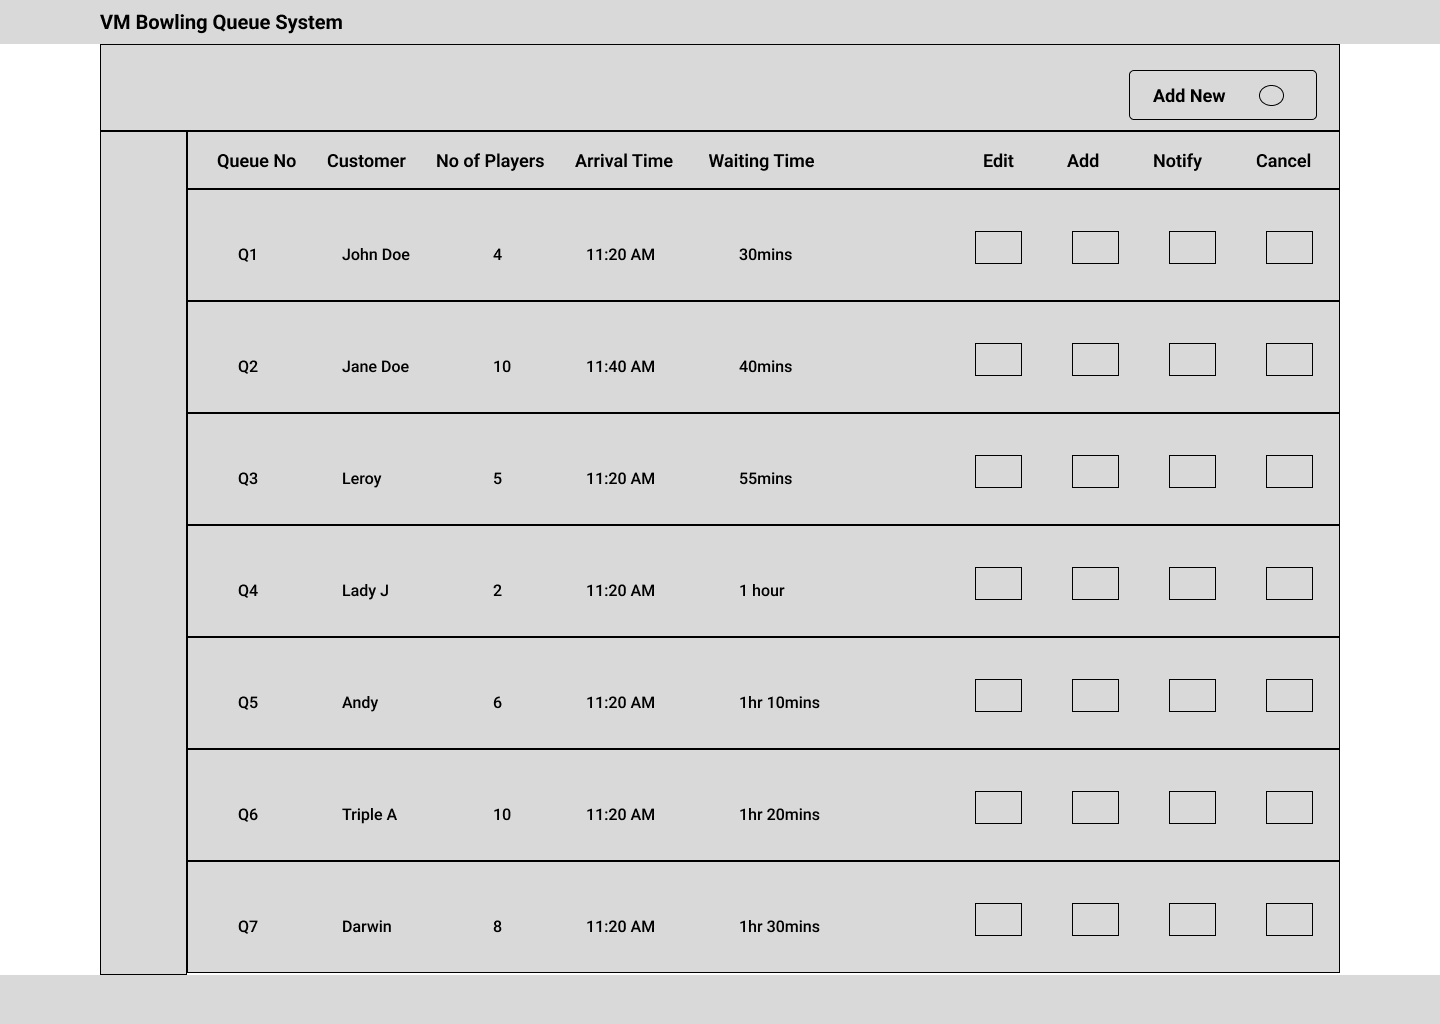 VM Bowling Queue System
Add New
Queue No Customer No of Players Arrival Time Waiting Time Edit Add Notify Cancel
Q1 John Doe 4 11:20 AM 30mins
Q2 Jane Doe 10 11:40 AM 40mins
Q3 Leroy 5 11:20 AM 55mins
Q4 Lady J 2 11:20 AM 1 hour
Q5 Andy 6 11:20 AM 1hr 10mins
Q6 Triple A 10 11:20 AM 1hr 20mins
Q7 Darwin 8 11:20 AM 1hr 30mins